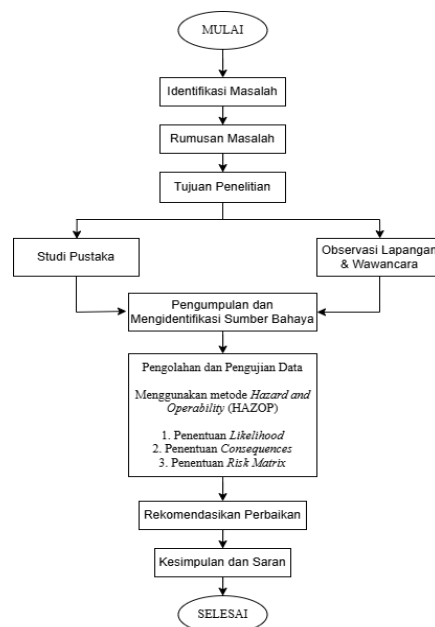 MULAI
Identifikasi Masalah
Rumusan Masalah
Tujuan Penelitian
Studi Pustaka
Observasi Lapangan
& Wawancara
Pengumpulan dan
Mengidentifikasi Sumber Bahaya
Pengolahan dan Pengujian Data
Menggunakan metode Hazard and
Operability (HAZOP)
1. Penentuan Likelihood
2. Penentuan Consequences
3. Penentuan Risk Matrix
Rekomendasikan Perbaikan
Kesimpulan dan Saran
SELESAI